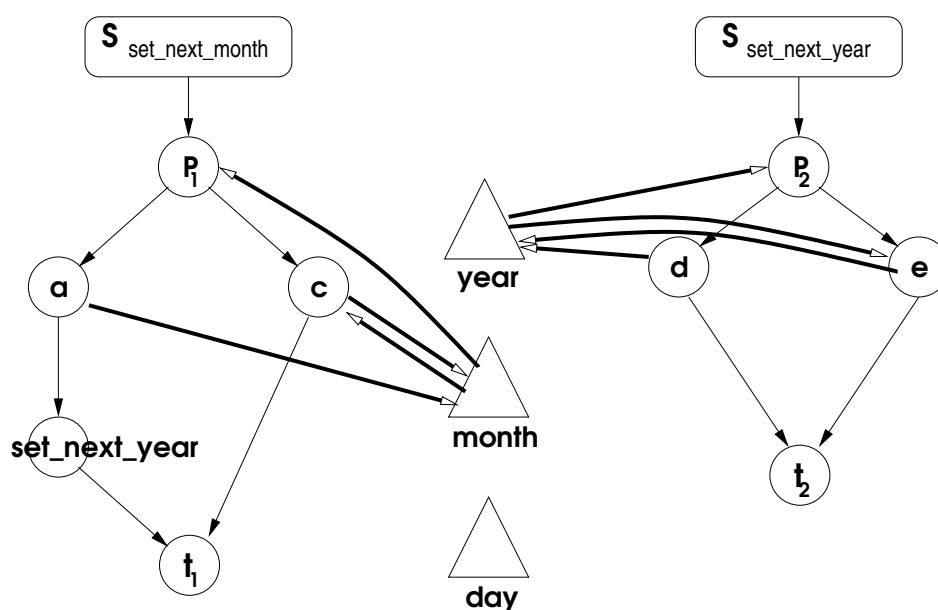 S set_next_month
S set_next_year
P1
P2
year
a
c
d
e
month
set_next_year
t1
t2
day